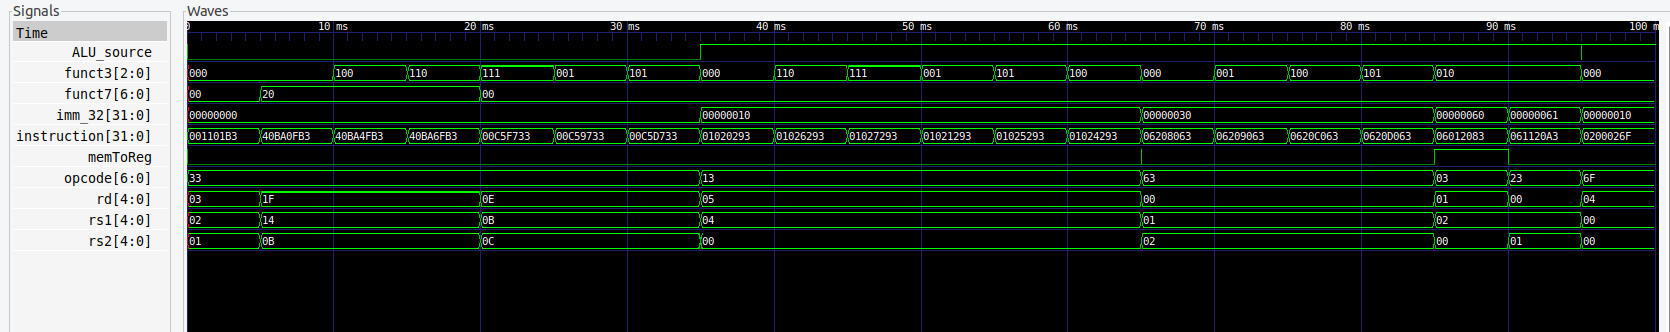 Signals Waves
Time 0 10 ms 20 ms 30 ms 40 ms 50 ms 60 ms 70 ms 80 ms 90 ms 100 m
ALU_source
funct3[2:0] 000 100 110 111 001 101 000 110 111 001 101 100 000 001 100 101 010 000
funct7[6:0] 00 20 00
imm_32[31:0] 00000000 00000010 00000030 00000060 00000061 00000010
instruction[31:0] 001101B3 40BA0FB3 40BA4FB3 40BA6FB3 00C5F733 00C59733 00C5D733 01020293 01026293 01027293 01021293 01025293 01024293 06208063 06209063 0620C063 0620D063 06012083 061120A3 0200026F
memToReg
opcode[6:0] 33 13 63 03 23 6F
rd[4:0] 03 1F 0E 05 00 01 00 04
rs1[4:0] 02 14 0B 04 01 02 00
rs2[4:0] 01 0B 0C 00 02 00 01 00